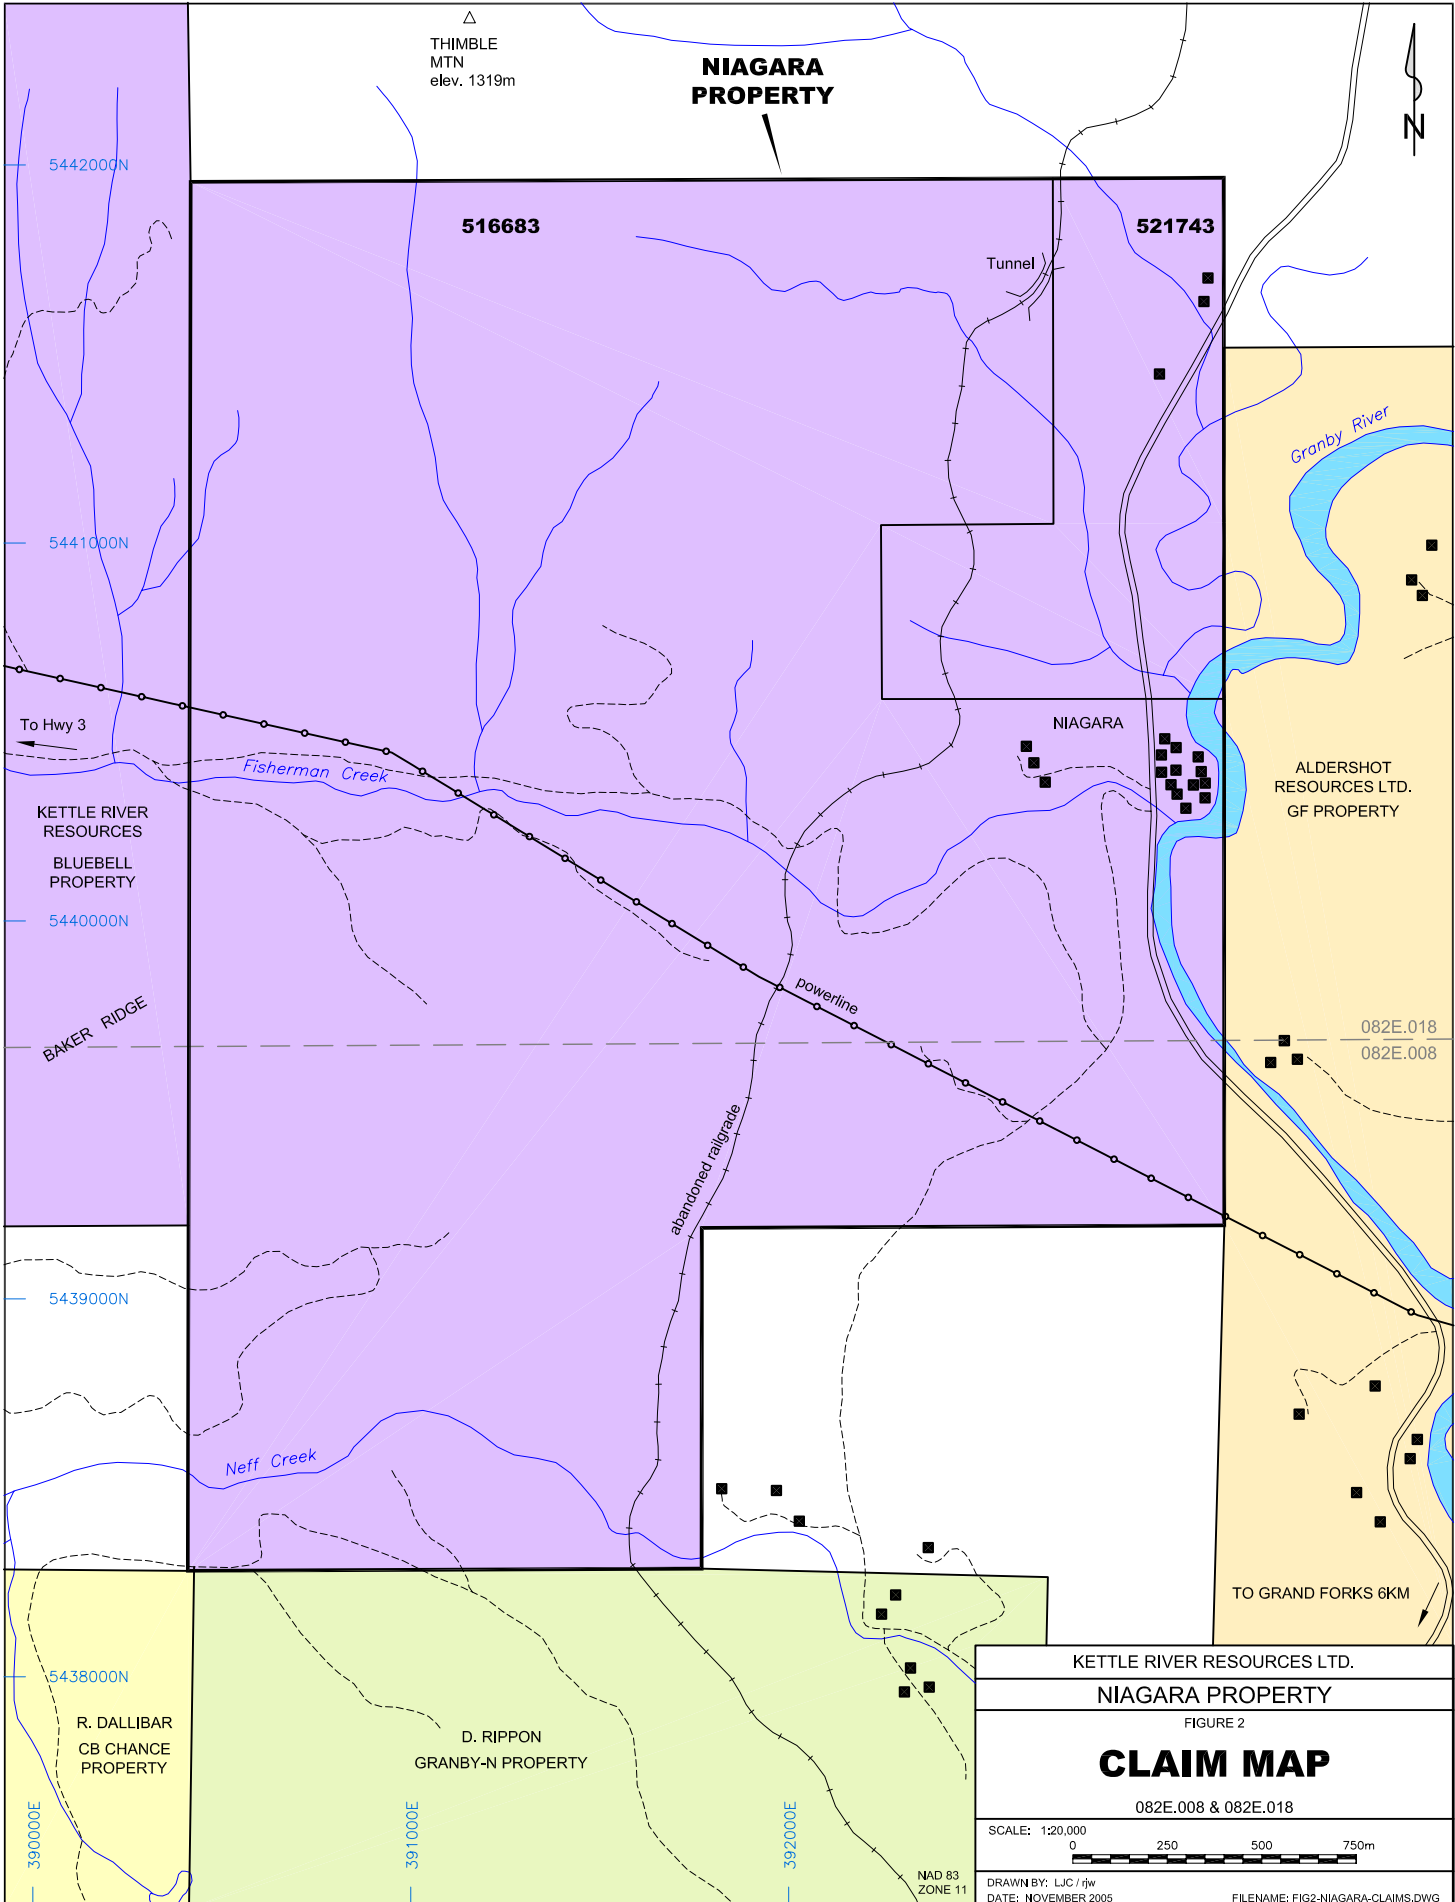 THIMBLE
MTN
elev. 1319m
NIAGARA
PROPERTY
N
5442000N
516683
521743
Tunnel
Granby River
5441000N
To Hwy 3
NIAGARA
Fisherman Creek
ALDERSHOT
RESOURCES LTD.
GF PROPERTY
KETTLE RIVER
RESOURCES
BLUEBELL
PROPERTY
5440000N
powerline
BAKER RIDGE
082E.018
082E.008
abandoned railgrade
5439000N
Neff Creek
TO GRAND FORKS 6KM
5438000N
R. DALLIBAR
CB CHANCE
PROPERTY
D. RIPPON
GRANBY-N PROPERTY
390000E
391000E
392000E
NAD 83
ZONE 11
KETTLE RIVER RESOURCES LTD.
NIAGARA PROPERTY
FIGURE 2
CLAIM MAP
082E.008 & 082E.018
SCALE: 1:20,000
0 250 500 750m
DRAWN BY: LJC / rjw
DATE: NOVEMBER 2005
FILENAME: FIG2-NIAGARA-CLAIMS.DWG